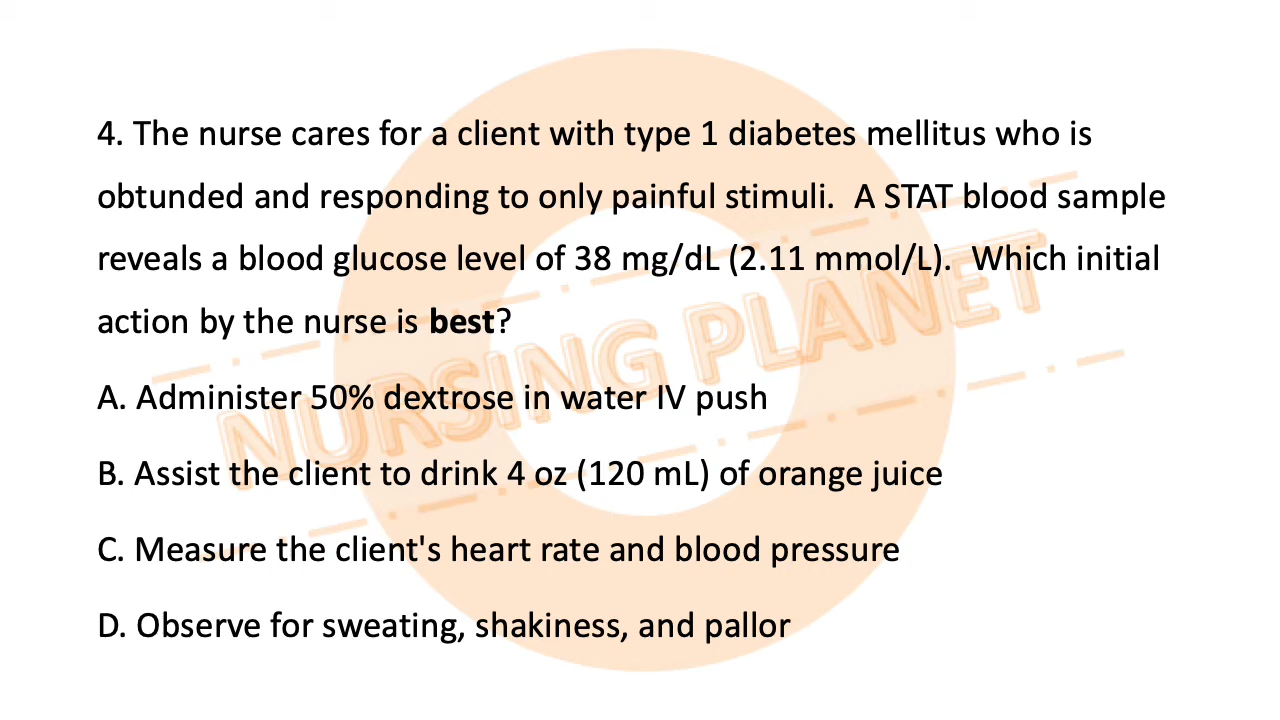 4. The nurse cares for a client with type 1 diabetes mellitus who is
obtunded and responding to only painful stimuli.  A STAT blood sample
reveals a blood glucose level of 38 mg/dL (2.11 mmol/L).  Which initial
action by the nurse is best?
A. Administer 50% dextrose in water IV push
B. Assist the client to drink 4 oz (120 mL) of orange juice
C. Measure the client's heart rate and blood pressure
D. Observe for sweating, shakiness, and pallor
NURSING PLANET